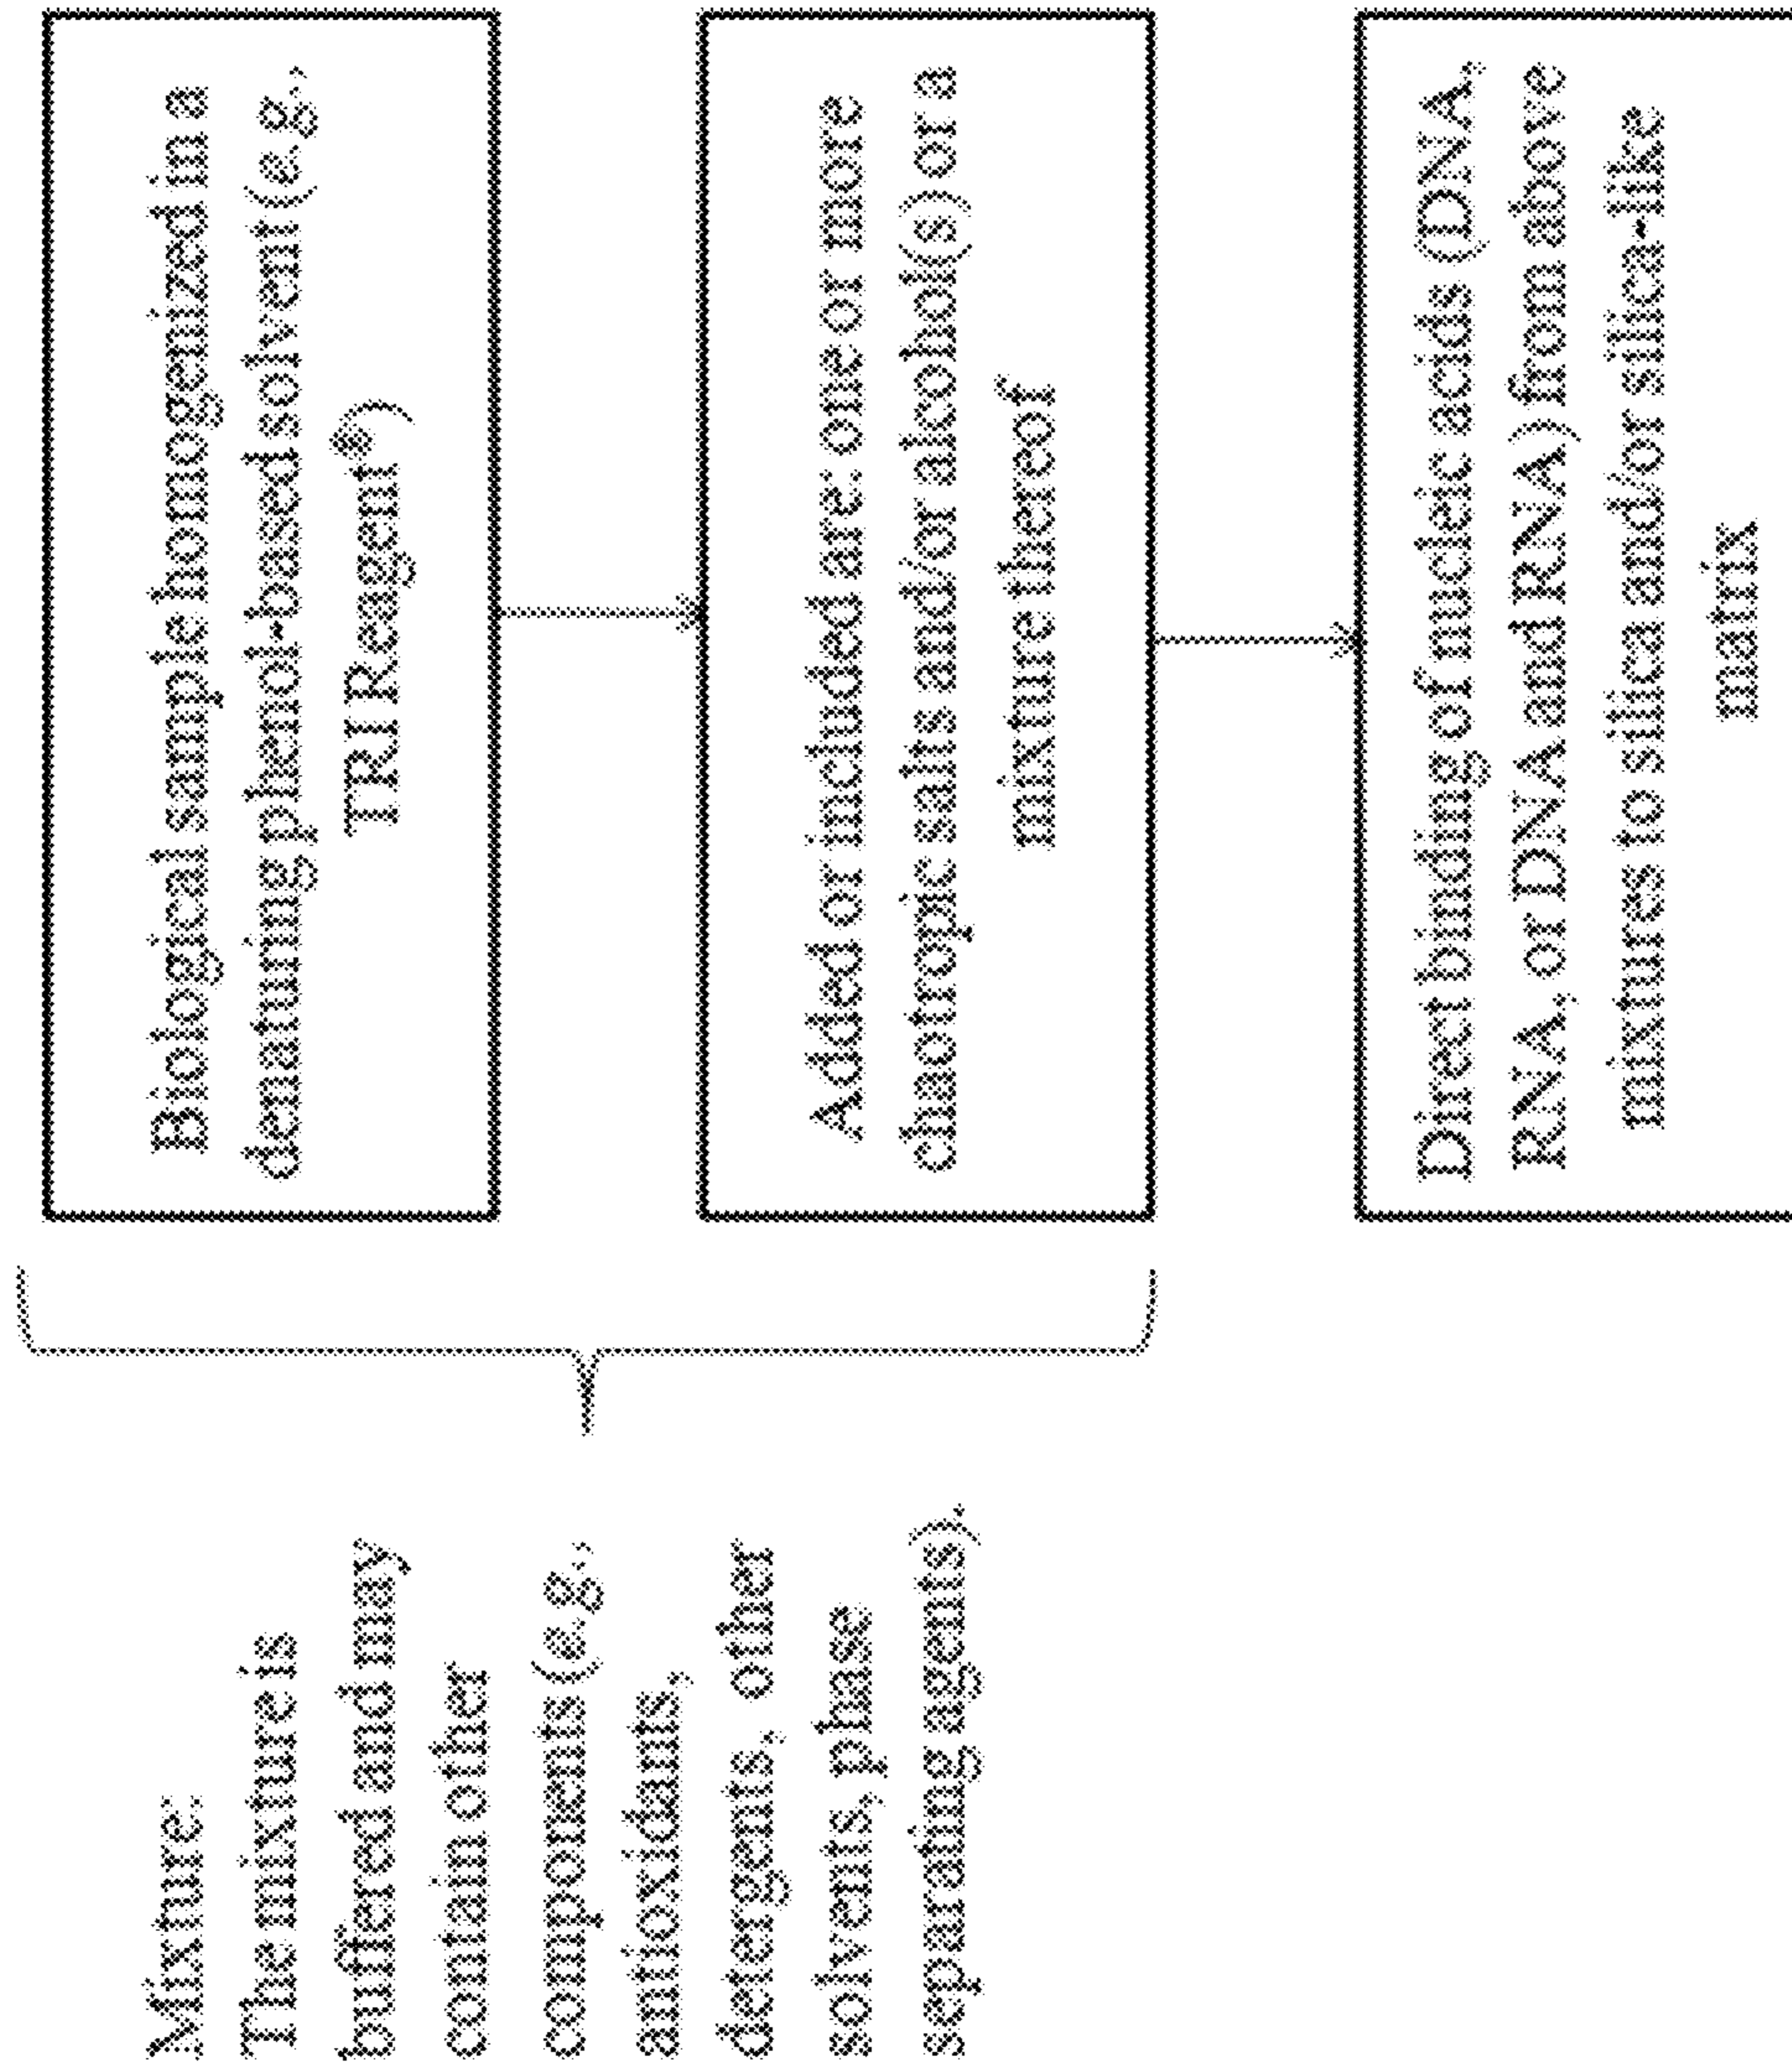 Mixture:
The mixture is
buffered and may
contain other
components (e.g.,
antioxidants,
detergents, other
solvents, phase
separating agents).
Biological sample homogenized in a
denaturing phenol-based solvent (e.g.,
TRI Reagent®)
Added or included are: one or more
chaotropic salts and/or alcohol(s) or a
mixture thereof
Direct binding of nucleic acids (DNA,
RNA, or DNA and RNA) from above
mixtures to silica and/or silica-like
matrix